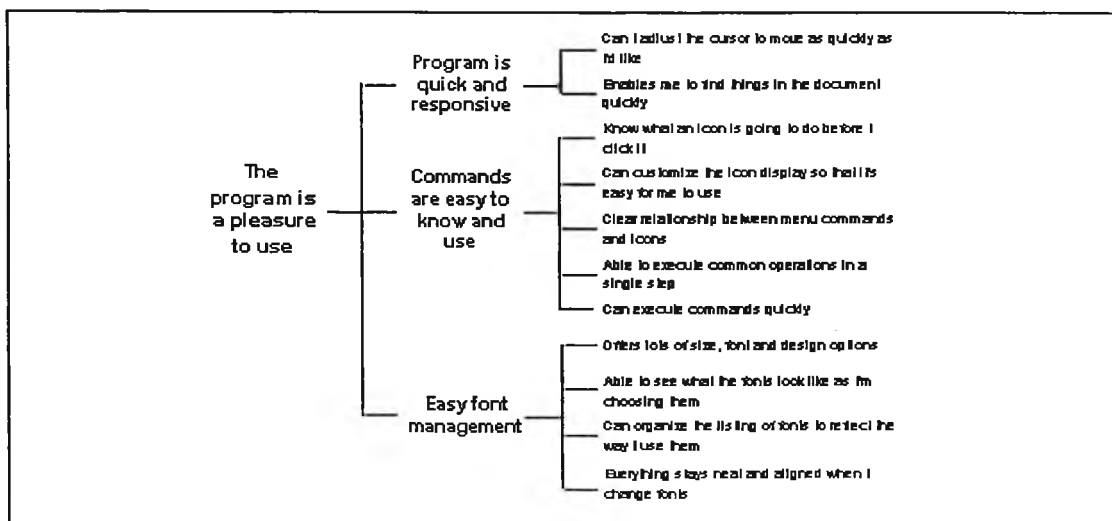 The
program is
a pleasure
to use
Program is
quick and
responsive
Can I adjust the cursor to move as quickly as
I'd like
Enables me to find things in the document
quickly
Commands
are easy to
know and
use
Know what an icon is going to do before I
click it
Can customize the icon display so that it's
easy for me to use
Clear relationship between menu commands
and icons
Able to execute common operations in a
single step
Can execute commands quickly
Easy font
management
Offers lots of size, font and design options
Able to see what the fonts look like as I'm
choosing them
Can organize the listing of fonts to reflect the
way I use them
Everything stays neat and aligned when I
change fonts